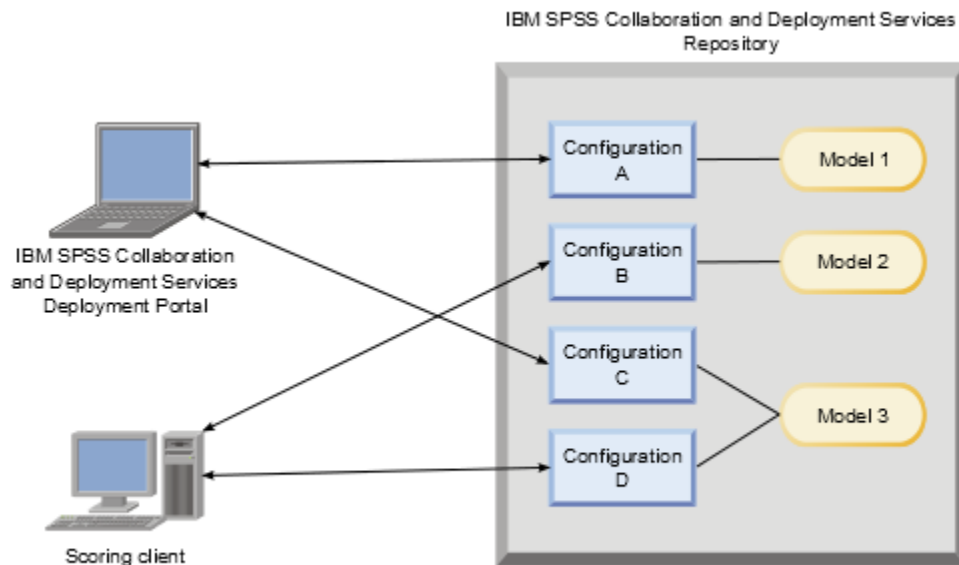 IBM SPSS Collaboration and Deployment Services
Repository
Configuration
A
Model 1
IBM SPSS Collaboration
and Deployment Services
Deployment Portal
Configuration
B
Model 2
Configuration
C
Model 3
Configuration
D
Scoring client